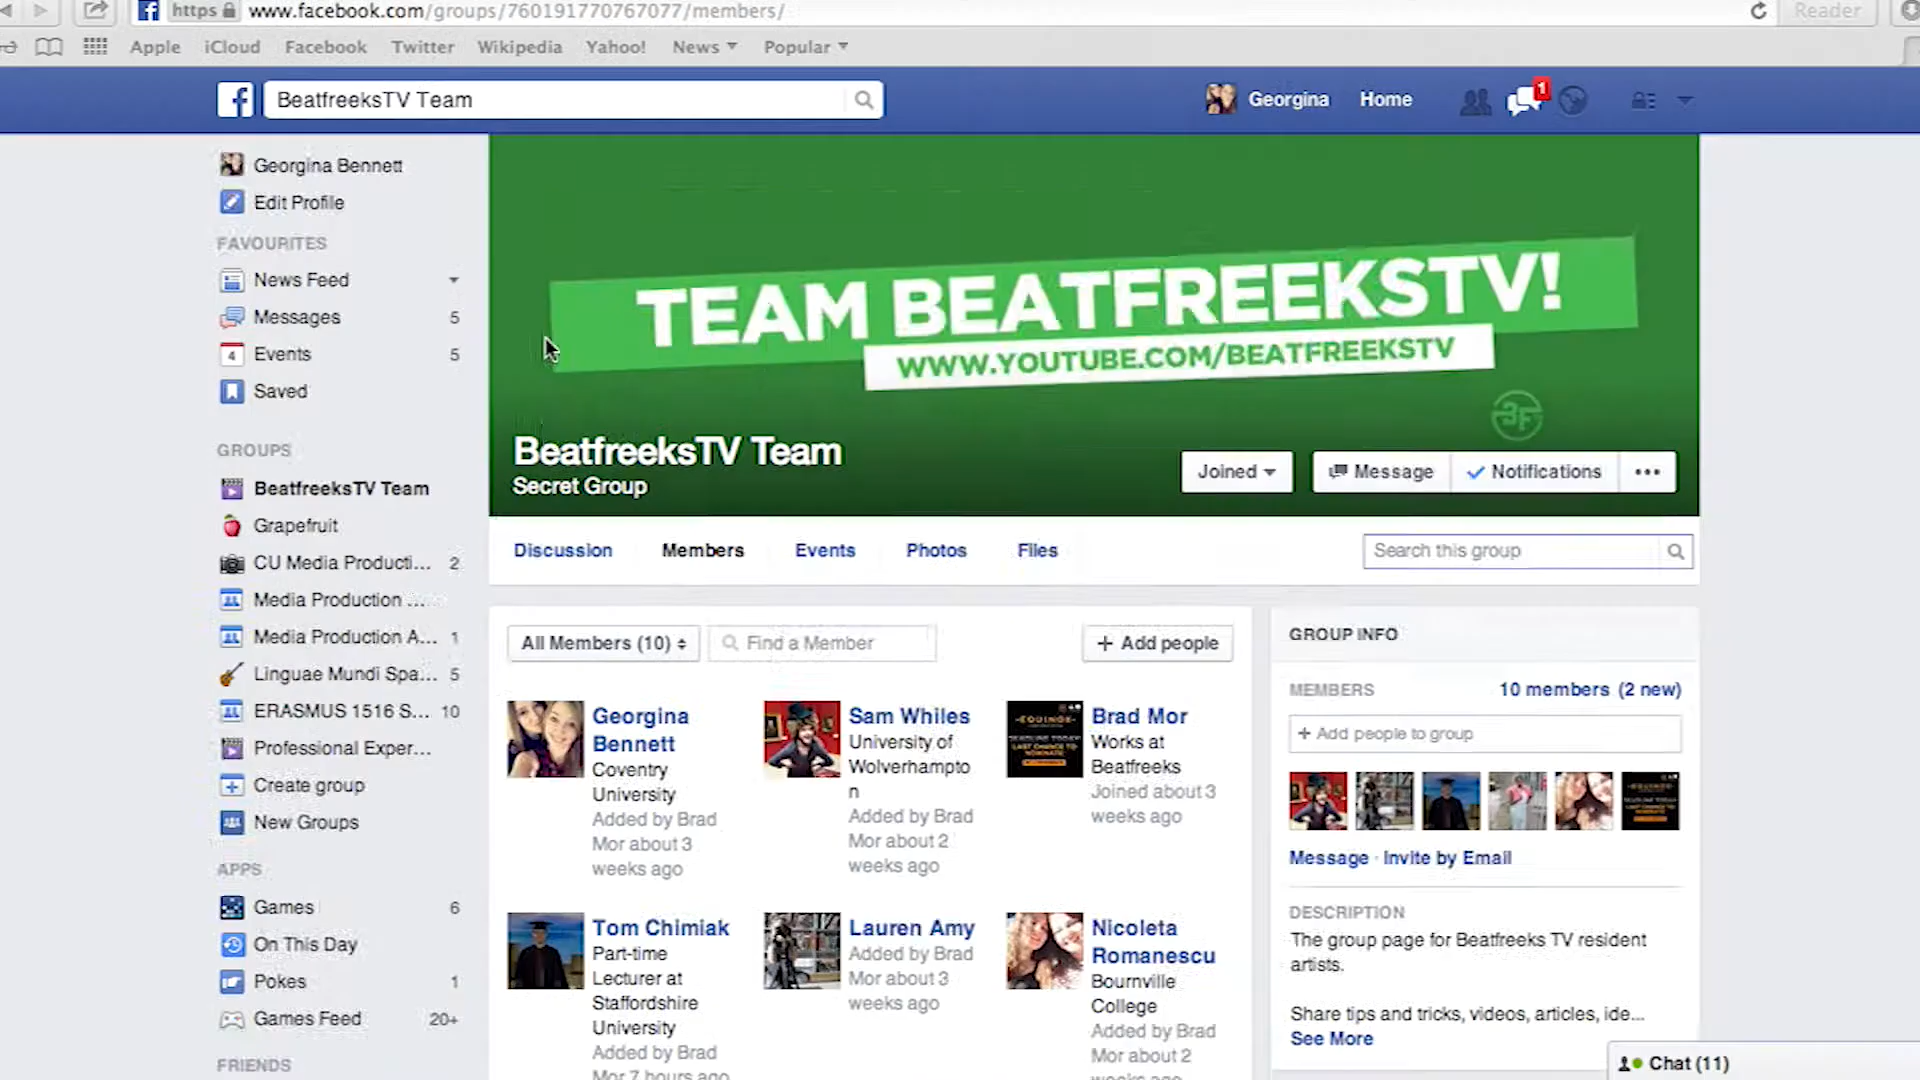 https www.facebook.com/groups/760191770767077/members/ Reader
Apple iCloud Facebook Twitter Wikipedia Yahoo! News Popular
BeatfreeksTV Team Georgina Home 1
Georgina Bennett
Edit Profile
FAVOURITES
News Feed
Messages 5
4 Events 5
Saved
GROUPS
BeatfreeksTV Team
Grapefruit
CU Media Producti... 2
Media Production ...
Media Production A... 1
Linguae Mundi Spa... 5
ERASMUS 1516 S... 10
Professional Exper...
Create group
New Groups
APPS
Games 6
On This Day
Pokes 1
Games Feed 20+
FRIENDS
TEAM BEATFREEKSTV!
WWW.YOUTUBE.COM/BEATFREEKSTV
BF
BeatfreeksTV Team
Secret Group
Joined Message Notifications
Discussion Members Events Photos Files Search this group
All Members (10) Find a Member + Add people
Georgina
Bennett
Coventry
University
Added by Brad
Mor about 3
weeks ago
Sam Whiles
University of
Wolverhampto
n
Added by Brad
Mor about 2
weeks ago
Brad Mor
Works at
Beatfreeks
Joined about 3
weeks ago
Tom Chimiak
Part-time
Lecturer at
Staffordshire
University
Added by Brad
Mor 7 hours ago
Lauren Amy
Added by Brad
Mor about 3
weeks ago
Nicoleta
Romanescu
Bournville
College
Added by Brad
Mor about 2
weeks ago
GROUP INFO
MEMBERS 10 members (2 new)
+ Add people to group
Message · Invite by Email
DESCRIPTION
The group page for Beatfreeks TV resident
artists.
Share tips and tricks, videos, articles, ide...
See More
Chat (11)